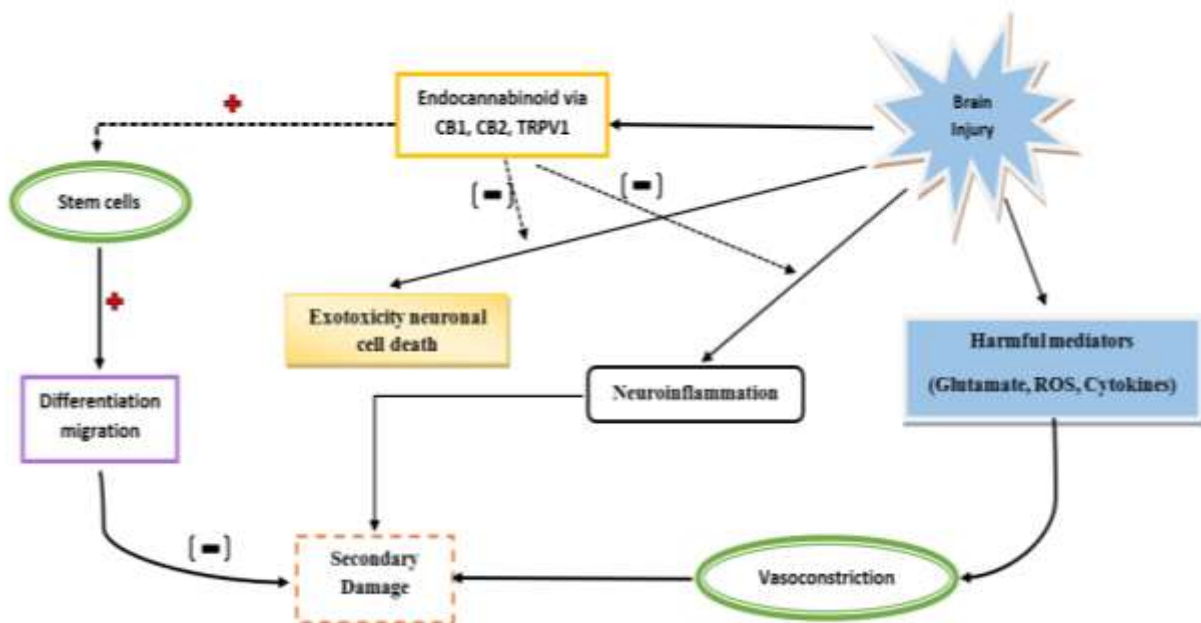 Endocannabinoid via
CB1, CB2, TRPV1
Brain
Injury
+
(-)
(-)
Stem cells
+
Exotoxicity neuronal
cell death
Harmful mediators
(Glutamate, ROS, Cytokines)
Neuroinflammation
Differentiation
migration
(-)
Secondary
Damage
Vasoconstriction